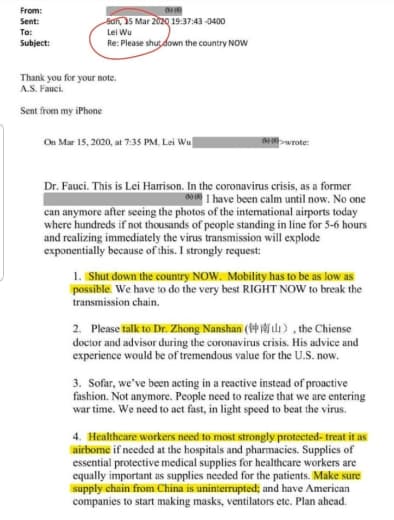 From: (b) (6)
Sent: Sun, 15 Mar 2020 19:37:43 -0400
To: Lei Wu
Subject: Re: Please shut down the country NOW
Thank you for your note.
A.S. Fauci.
Sent from my iPhone
On Mar 15, 2020, at 7:35 PM, Lei Wu (b) (6) >wrote:
Dr. Fauci. This is Lei Harrison. In the coronavirus crisis, as a former
(b) (6) I have been calm until now. No one
can anymore after seeing the photos of the international airports today
where hundreds if not thousands of people standing in line for 5-6 hours
and realizing immediately the virus transmission will explode
exponentially because of this. I strongly request:
1. Shut down the country NOW. Mobility has to be as low as
possible. We have to do the very best RIGHT NOW to break the
transmission chain.
2. Please talk to Dr. Zhong Nanshan (钟南山) , the Chiense
doctor and advisor during the coronavirus crisis. His advice and
experience would be of tremendous value for the U.S. now.
3. Sofar, we've been acting in a reactive instead of proactive
fashion. Not anymore. People need to realize that we are entering
war time. We need to act fast, in light speed to beat the virus.
4. Healthcare workers need to most strongly protected- treat it as
airborne if needed at the hospitals and pharmacies. Supplies of
essential protective medical supplies for healthcare workers are
equally important as supplies needed for the patients. Make sure
supply chain from China is uninterrupted; and have American
companies to start making masks, ventilators etc. Plan ahead.